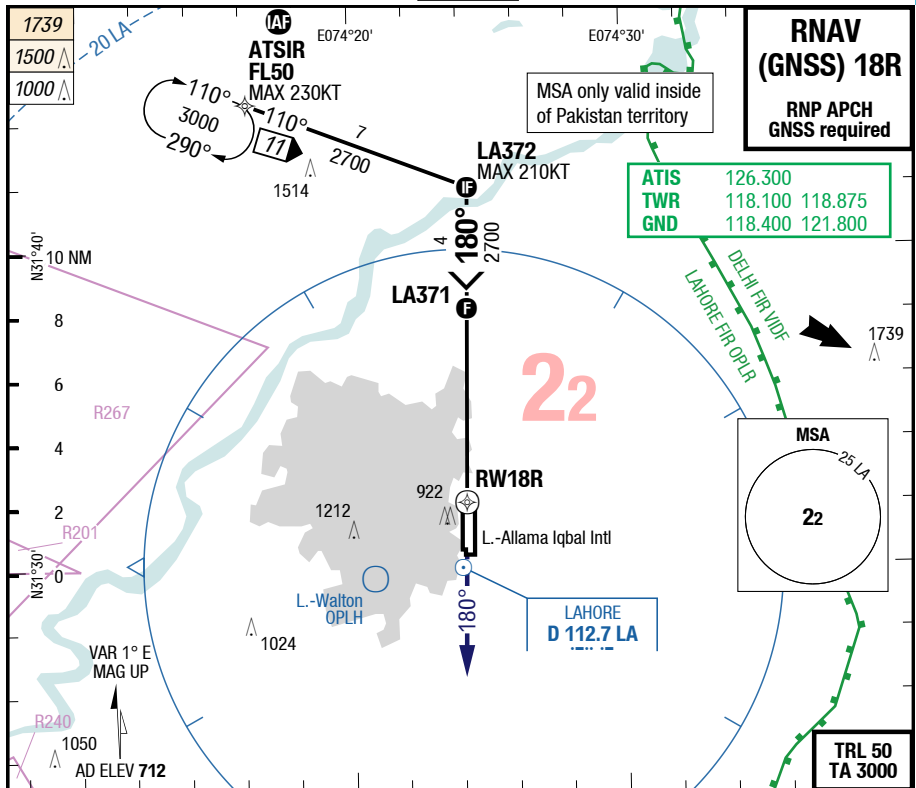 1739
1500
1000
20 LA
IAF
ATSIR
FL50
MAX 230KT
E074°20'
E074°30'
RNAV
(GNSS) 18R
RNP APCH
GNSS required
MSA only valid inside
of Pakistan territory
110°
3000
290°
110°
7
2700
11
1514
LA372
MAX 210KT
IF
ATIS 126.300
TWR 118.100 118.875
GND 118.400 121.800
N31°40'
10 NM
4
180°
2700
DELHI FIR VIDF
LAHORE FIR OPLR
LA371
F
8
1739
6
22
R267
4
MSA
25 LA
22
RW18R
922
2
1212
L.-Allama Iqbal Intl
R201
N31°30'
0
L.-Walton
OPLH
180°
LAHORE
D 112.7 LA
1024
VAR 1° E
MAG UP
R240
1050
AD ELEV 712
TRL 50
TA 3000